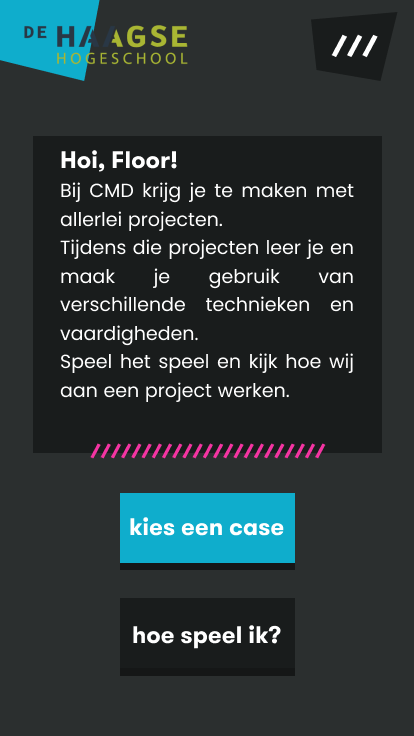 DE HAAGSE
HOGESCHOOL
Hoi, Floor!
Bij CMD krijg je te maken met
allerlei projecten.
Tijdens die projecten leer je en
maak je gebruik van
verschillende technieken en
vaardigheden.
Speel het spel en kijk hoe wij
aan een project werken.
kies een case
hoe speel ik?